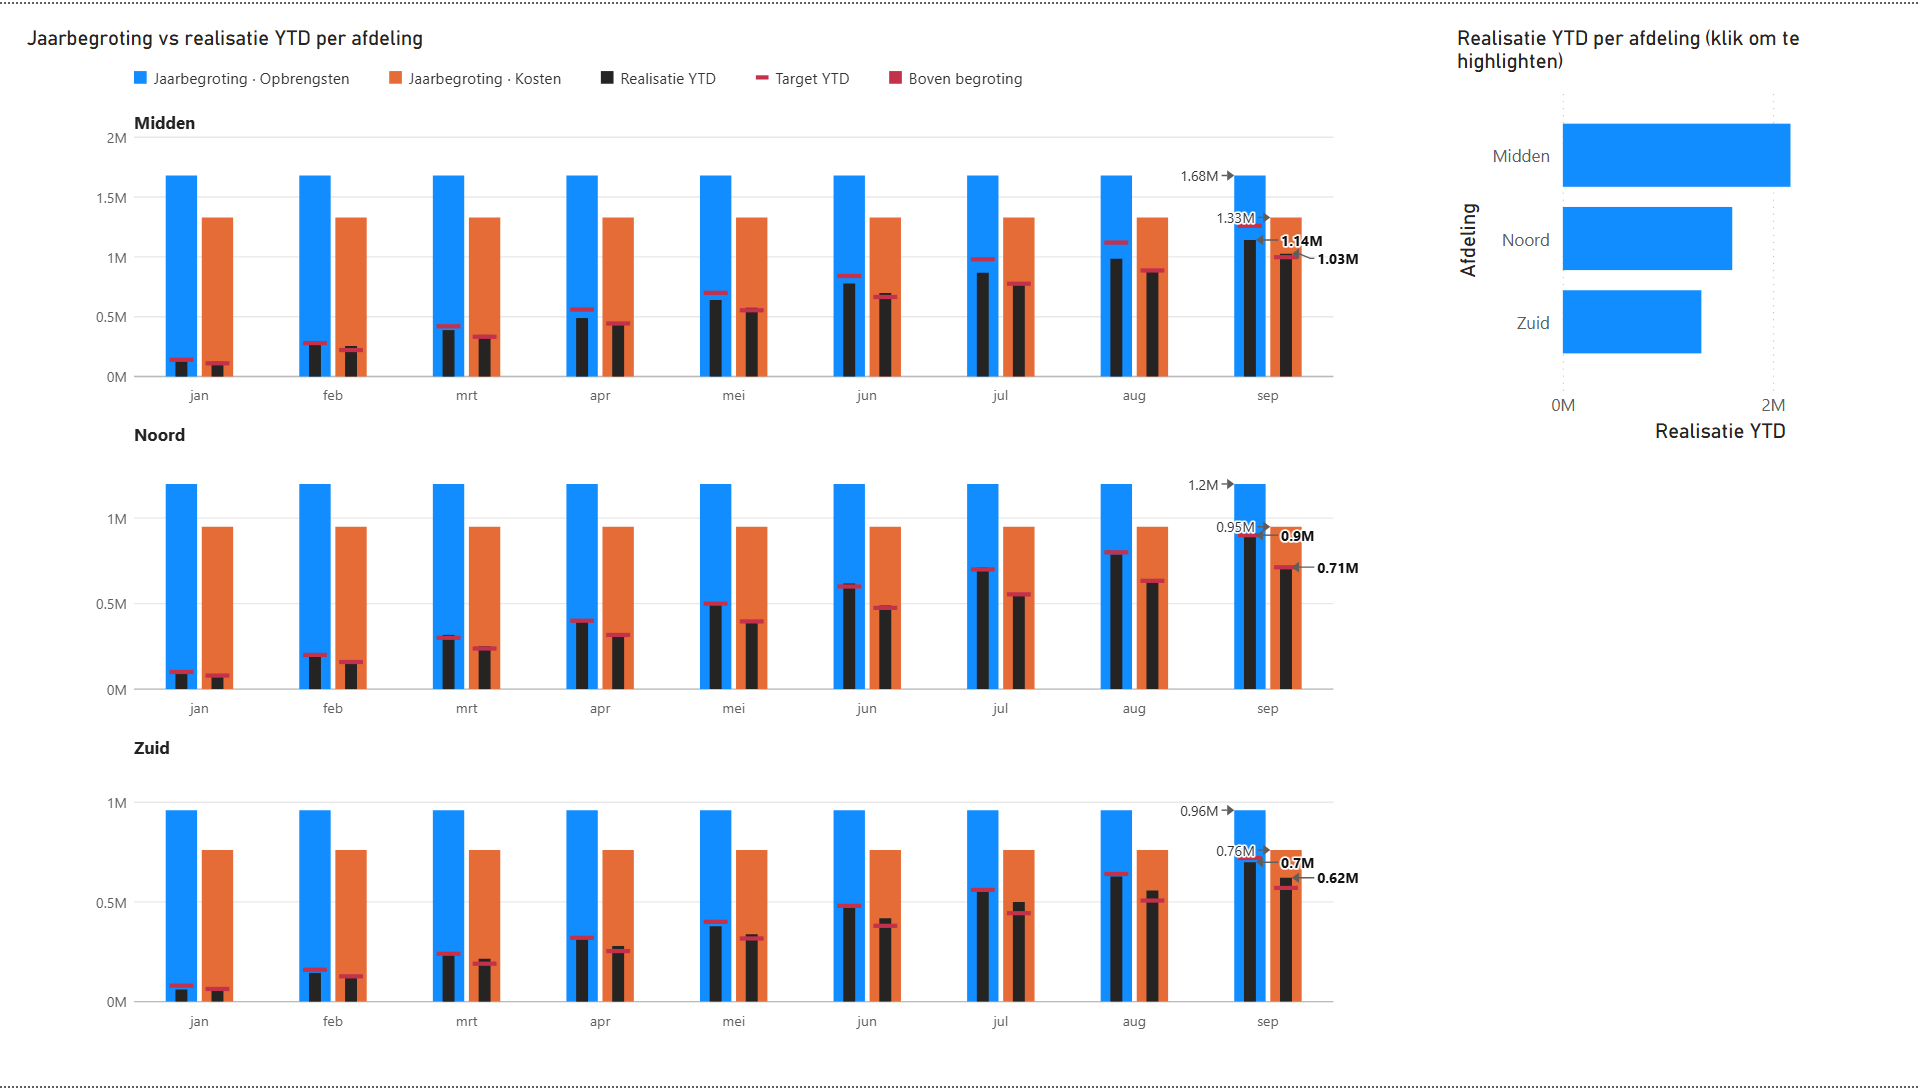 Jaarbegroting vs realisatie YTD per afdeling
Jaarbegroting · Opbrengsten
Jaarbegroting · Kosten
Realisatie YTD
Target YTD
Boven begroting
Midden
2M
1.5M
1M
0.5M
0M
1.68M
1.33M
1.14M
1.03M
jan
feb
mrt
apr
mei
jun
jul
aug
sep
Noord
1M
0.5M
0M
1.2M
0.95M
0.9M
0.71M
jan
feb
mrt
apr
mei
jun
jul
aug
sep
Zuid
1M
0.5M
0M
0.96M
0.76M
0.7M
0.62M
jan
feb
mrt
apr
mei
jun
jul
aug
sep
Realisatie YTD per afdeling (klik om te
highlighten)
Afdeling
Midden
Noord
Zuid
0M
2M
Realisatie YTD